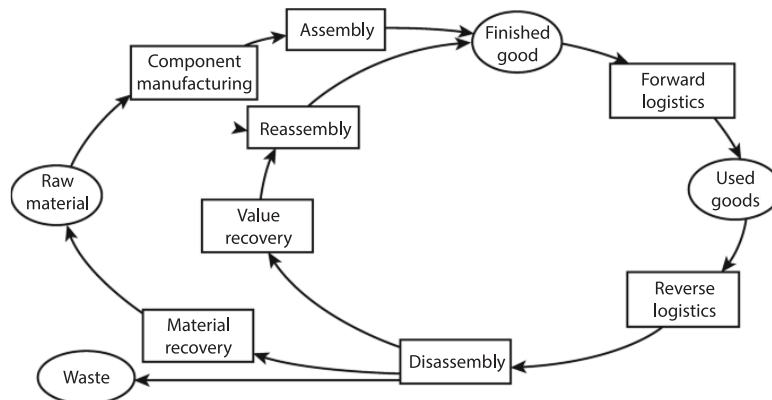 Assembly
Finished
good
Component
manufacturing
Forward
logistics
Reassembly
Raw
material
Used
goods
Value
recovery
Reverse
logistics
Material
recovery
Disassembly
Waste